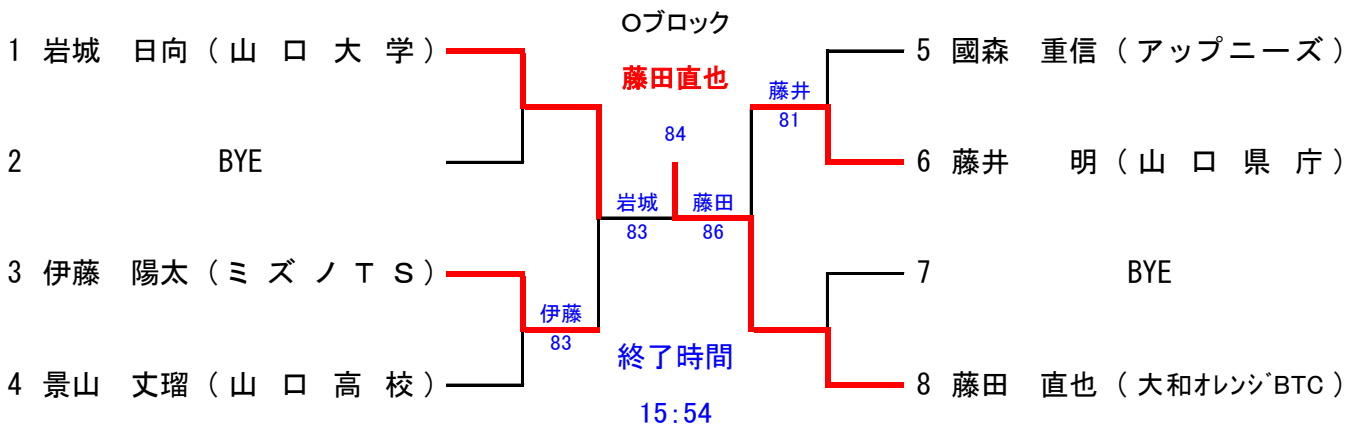 Oブロック
藤田直也
84
1 岩城 日向 ( 山 口 大 学 )
2 BYE
岩城
83
3 伊藤 陽太 ( ミ ズ ノ T S )
伊藤
83
4 景山 丈瑠 ( 山 口 高 校 )
5 國森 重信 ( アップニーズ )
藤井
81
6 藤井 明 ( 山 口 県 庁 )
藤田
86
7 BYE
8 藤田 直也 ( 大和ｵﾚﾝｼﾞBTC )
終了時間
15:54